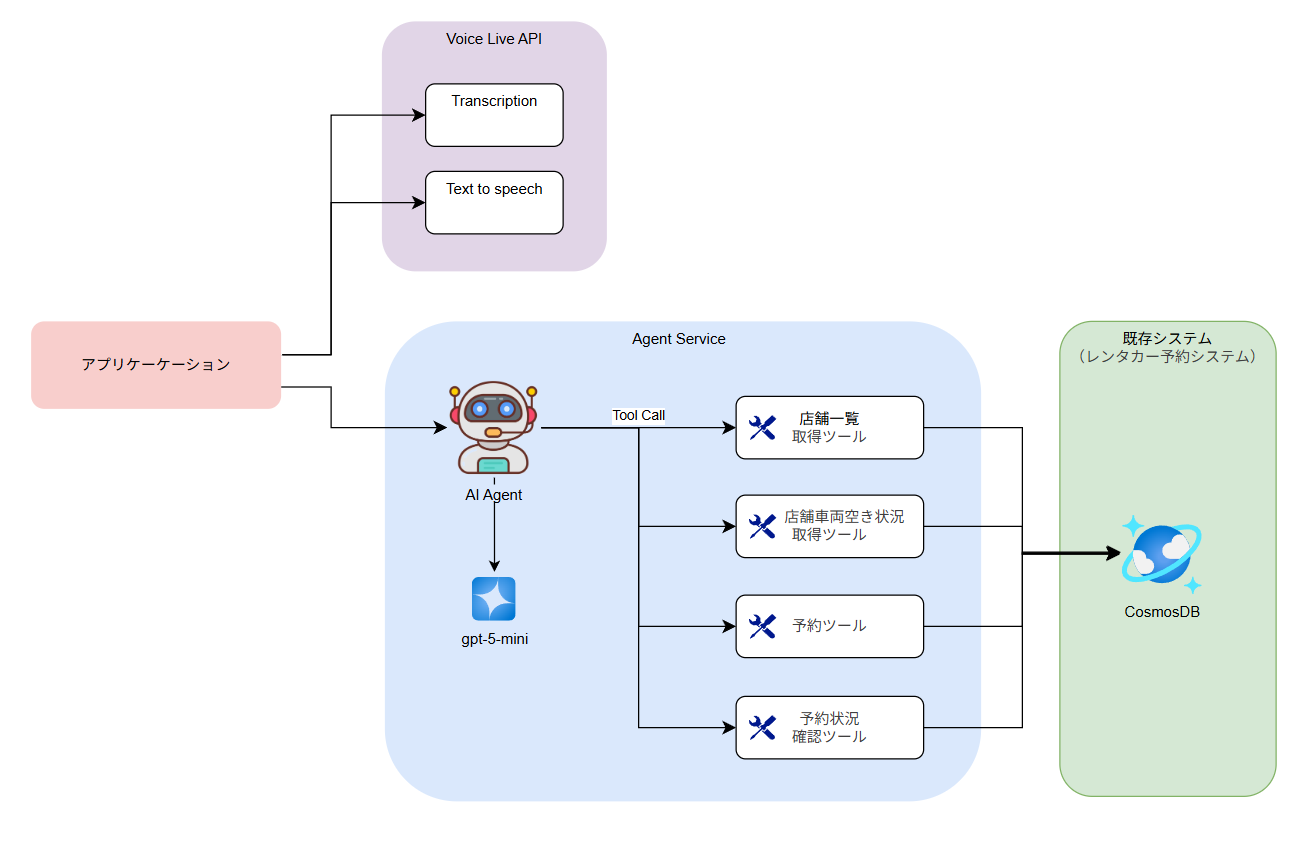 Voice Live API
Transcription
Text to speech
アプリケーケーション
Agent Service
AI Agent
gpt-5-mini
Tool Call
店舗一覧
取得ツール
店舗車両空き状況
取得ツール
予約ツール
予約状況
確認ツール
既存システム
（レンタカー予約システム）
CosmosDB